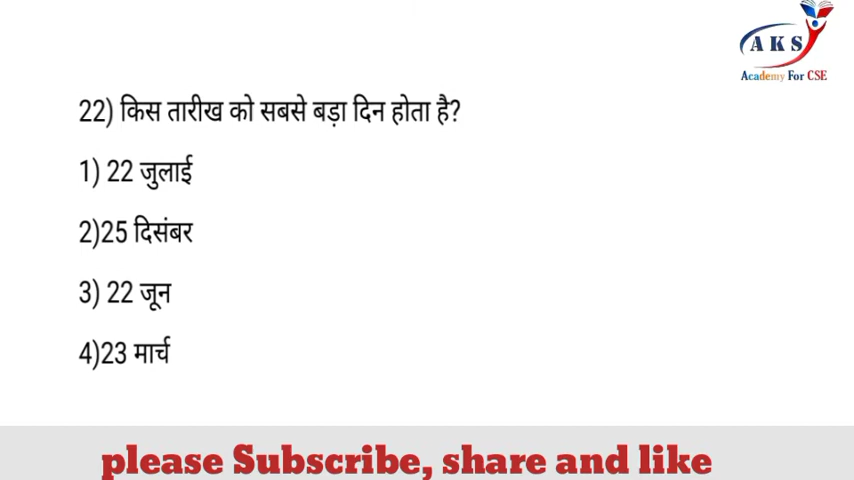 AKS
Academy For CSE
22) किस तारीख को सबसे बड़ा दिन होता है?
1) 22 जुलाई
2)25 दिसंबर
3) 22 जून
4)23 मार्च
please Subscribe, share and like